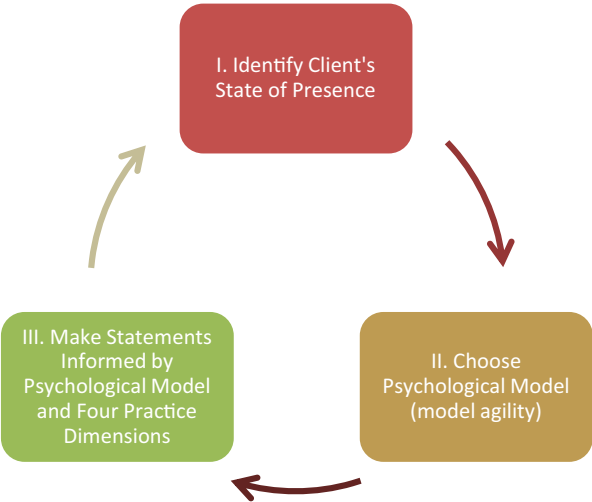 I. Identify Client's
State of Presence
II. Choose
Psychological Model
(model agility)
III. Make Statements
Informed by
Psychological Model
and Four Practice
Dimensions